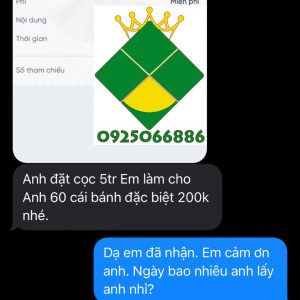 Phí
Miễn phí
Nội dung
Thời gian
Số tham chiếu
0925066886
Anh đặt cọc 5tr Em làm cho
Anh 60 cái bánh đặc biệt 200k
nhé.
Dạ em đã nhận. Em cảm ơn
anh. Ngày bao nhiêu anh lấy
anh nhỉ?